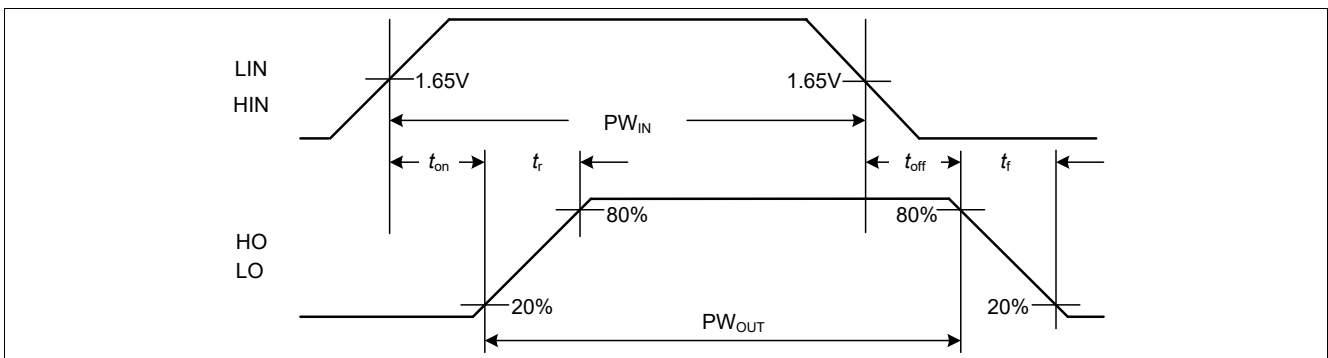 LIN
HIN
1.65V
1.65V
PWIN
ton
tr
toff
tf
HO
LO
80%
80%
20%
20%
PWOUT